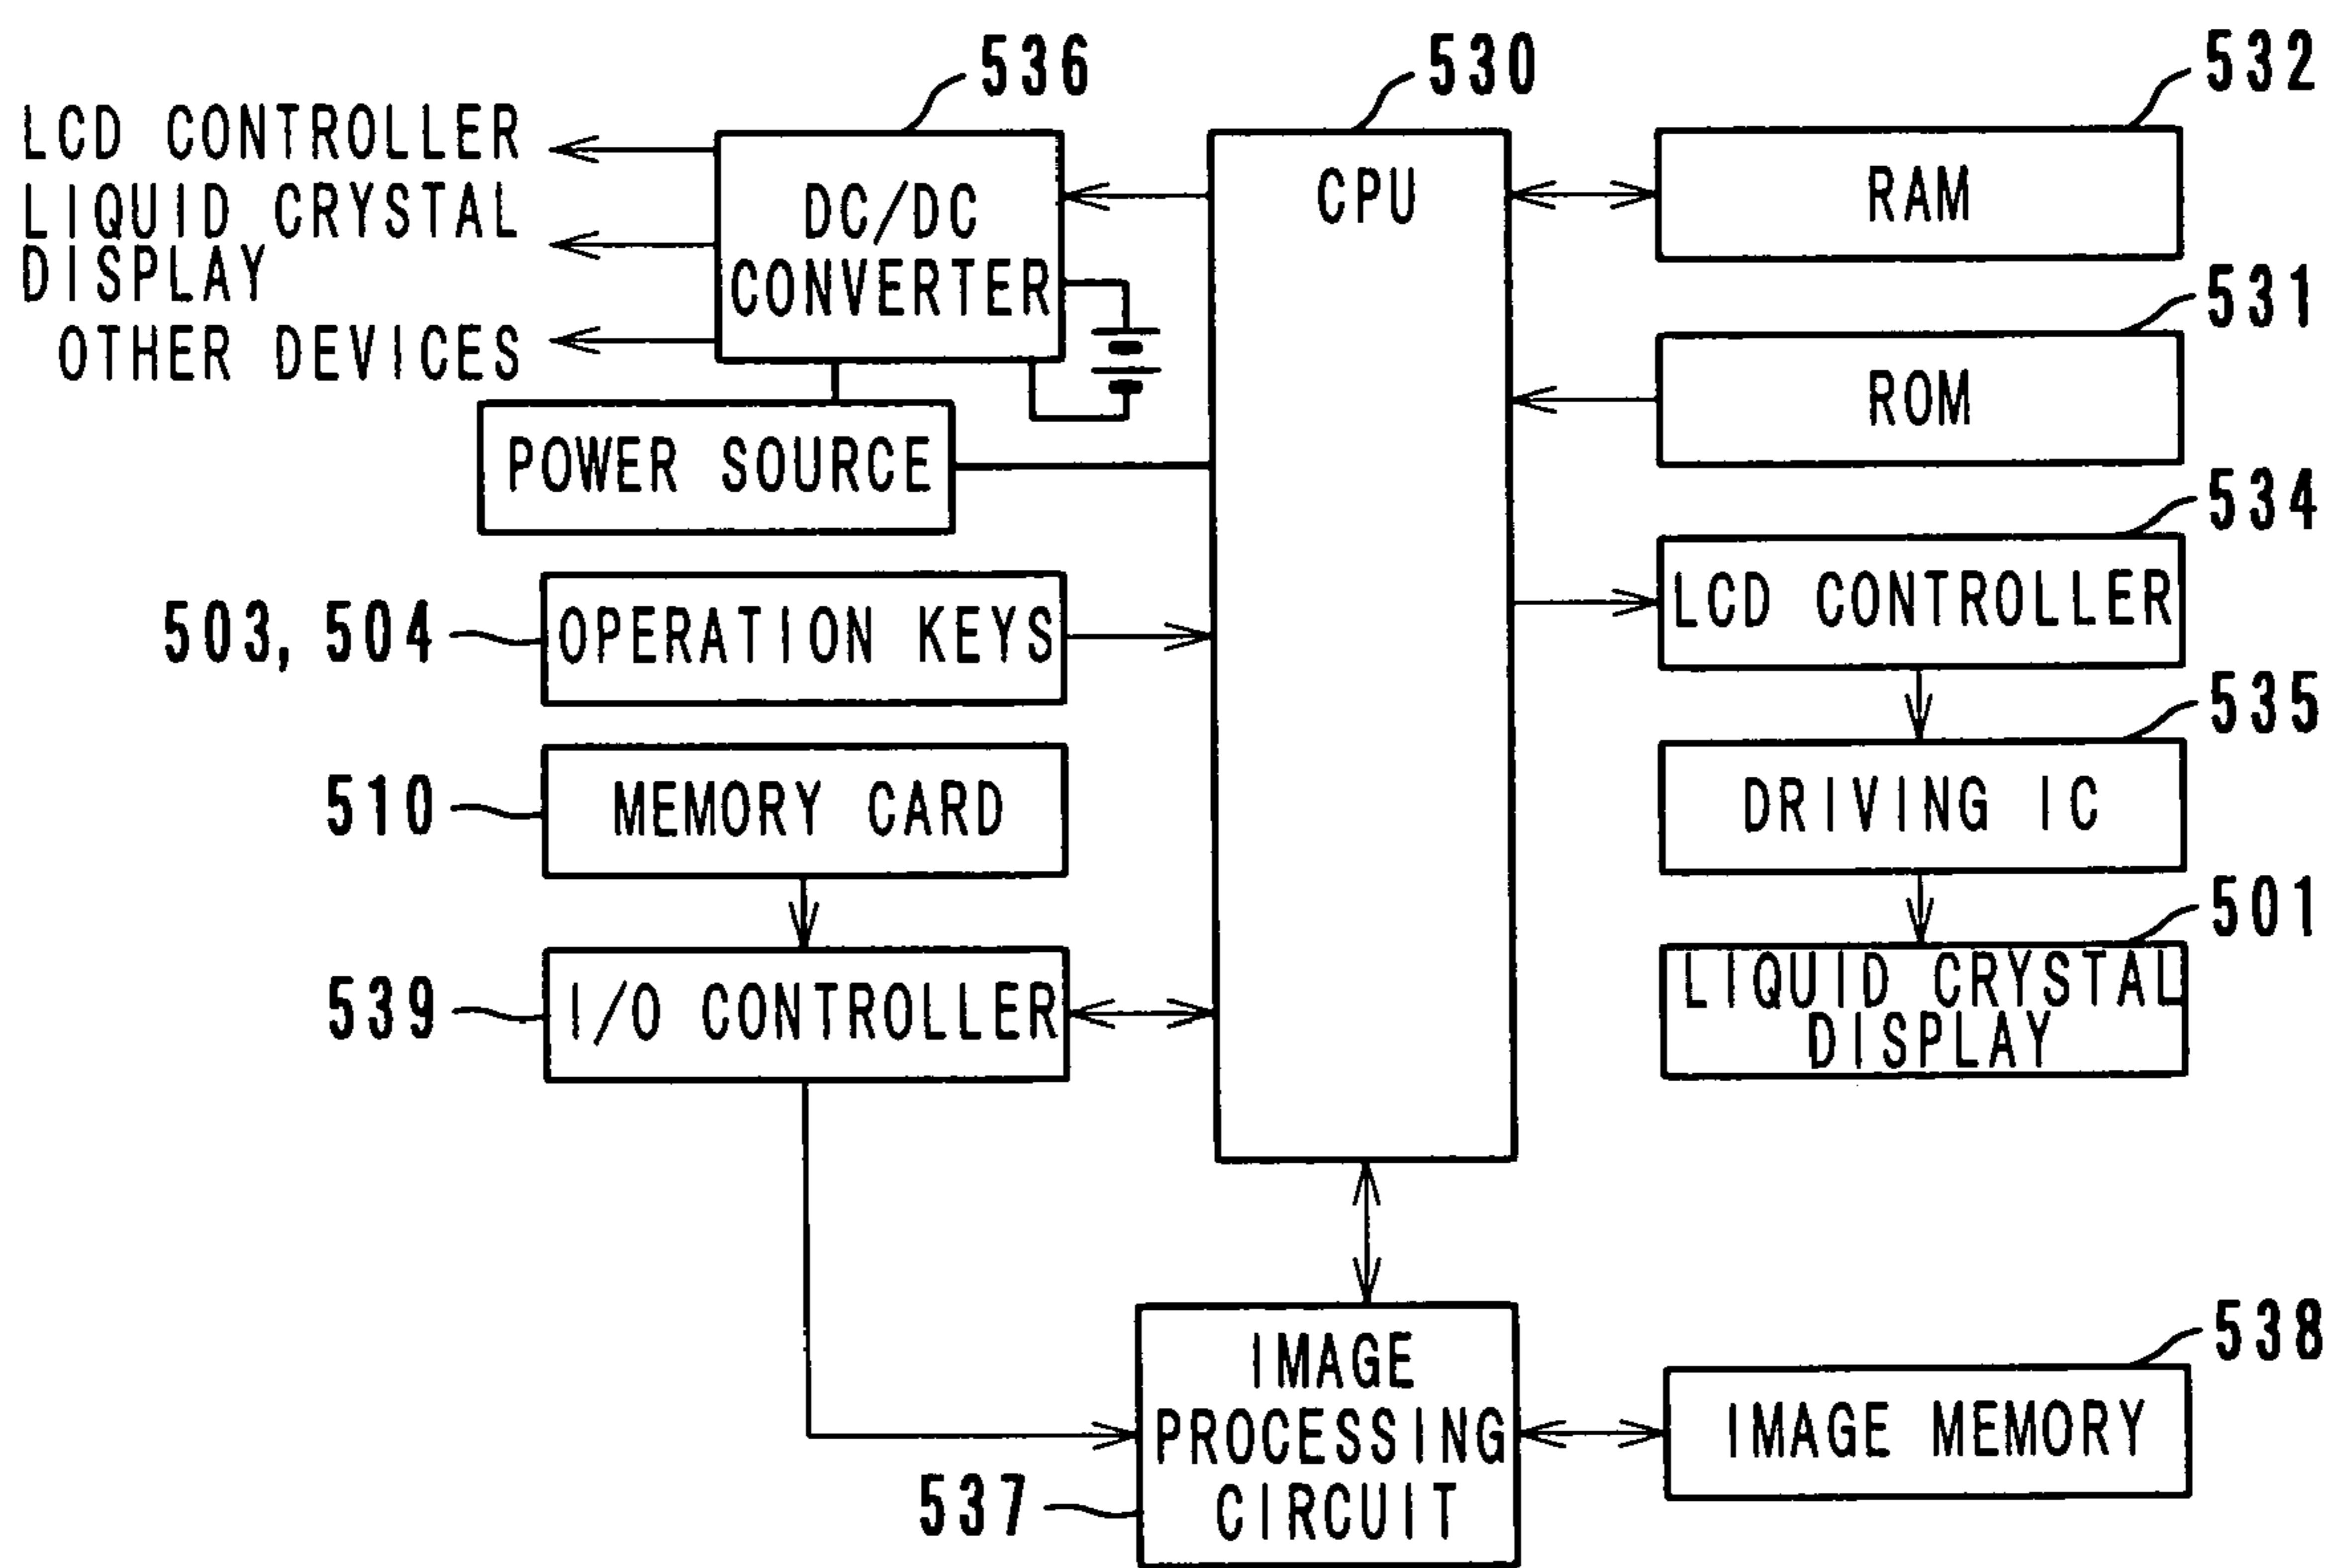 536
530
532
LCD CONTROLLER
LIQUID CRYSTAL
DISPLAY
OTHER DEVICES
DC/DC
CONVERTER
CPU
RAM
531
ROM
POWER SOURCE
534
LCD CONTROLLER
503, 504
OPERATION KEYS
535
DRIVING IC
510
MEMORY CARD
501
LIQUID CRYSTAL
DISPLAY
539
I/O CONTROLLER
IMAGE
PROCESSING
CIRCUIT
537
538
IMAGE MEMORY